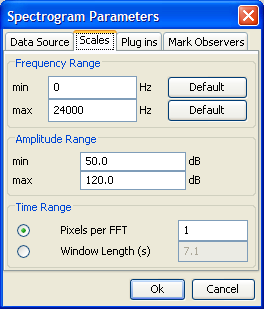 Spectrogram Parameters
Data Source Scales Plug ins Mark Observers
Frequency Range
min 0 Hz Default
max 24000 Hz Default
Amplitude Range
min 50.0 dB
max 120.0 dB
Time Range
Pixels per FFT 1
Window Length (s) 7.1
Ok Cancel